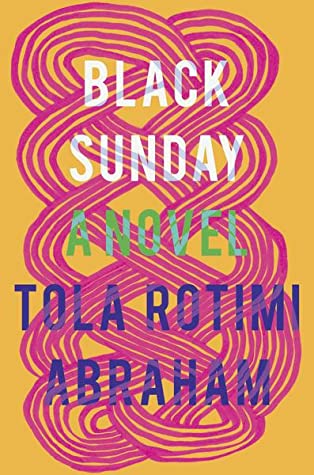 BLACK
SUNDAY
A NOVEL
TOLA ROTIMI
ABRAHAM